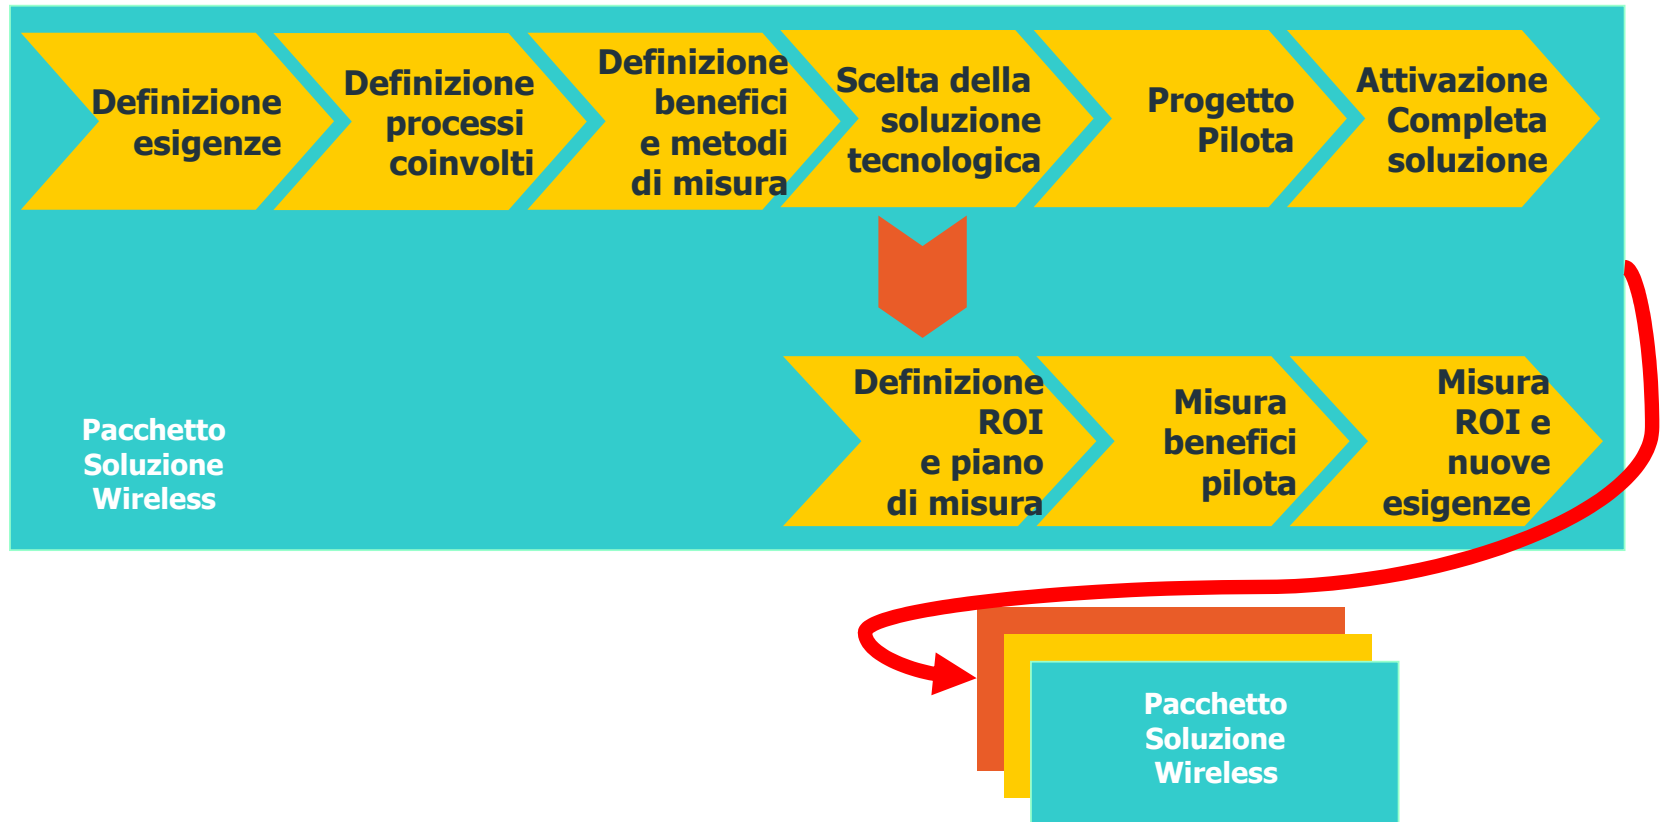 Definizione
esigenze
Definizione
processi
coinvolti
Definizione
benefici
e metodi
di misura
Scelta della
soluzione
tecnologica
Progetto
Pilota
Attivazione
Completa
soluzione
Definizione
ROI
e piano
di misura
Misura
benefici
pilota
Misura
ROI e
nuove
esigenze
Pacchetto
Soluzione
Wireless
Pacchetto
Soluzione
Wireless